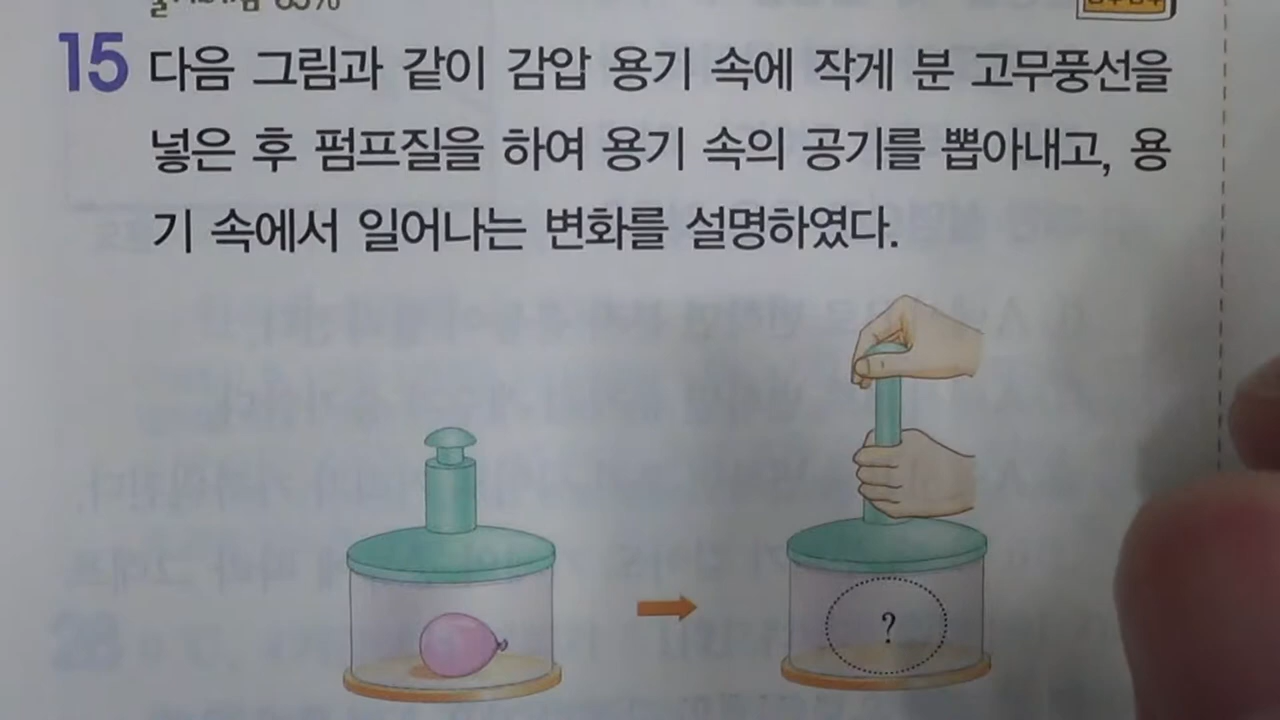 15 다음 그림과 같이 감압 용기 속에 작게 분 고무풍선을
넣은 후 펌프질을 하여 용기 속의 공기를 뽑아내고, 용
기 속에서 일어나는 변화를 설명하였다.
?